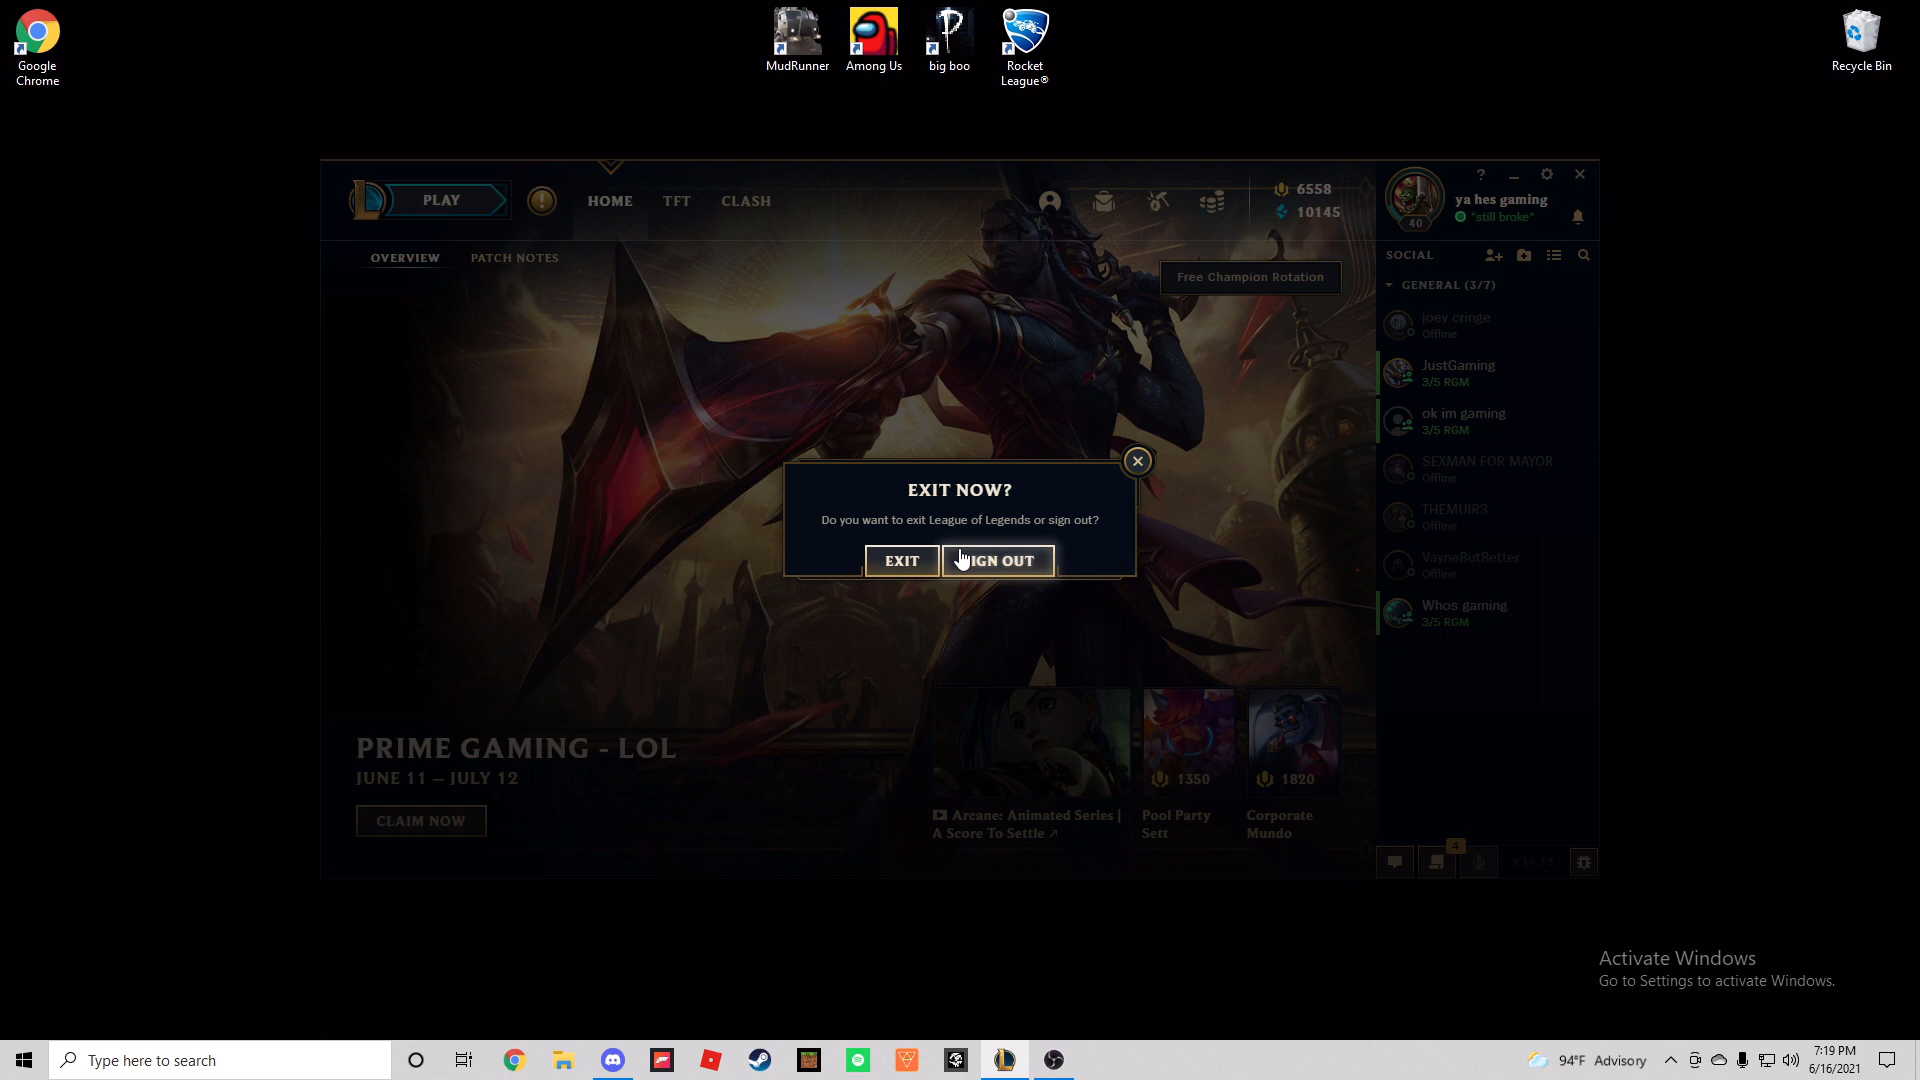 Google
Chrome
MudRunner
Among Us
big boo
Rocket
League®
Recycle Bin
PLAY
HOME
TFT
CLASH
6558
10145
?
ya hes gaming
"still broke"
40
OVERVIEW
PATCH NOTES
Free Champion Rotation
SOCIAL
GENERAL (3/7)
joey cringe
Offline
JustGaming
3/5 RGM
ok im gaming
3/5 RGM
SEXMAN FOR MAYOR
Offline
THEMUIR3
Offline
VayneButBetter
Offline
Whos gaming
3/5 RGM
EXIT NOW?
Do you want to exit League of Legends or sign out?
EXIT
SIGN OUT
PRIME GAMING - LOL
JUNE 11 – JULY 12
CLAIM NOW
1350
1820
Arcane: Animated Series |
A Score To Settle ↗
Pool Party
Sett
Corporate
Mundo
4
V11.13
Activate Windows
Go to Settings to activate Windows.
Type here to search
94°F Advisory
7:19 PM
6/16/2021